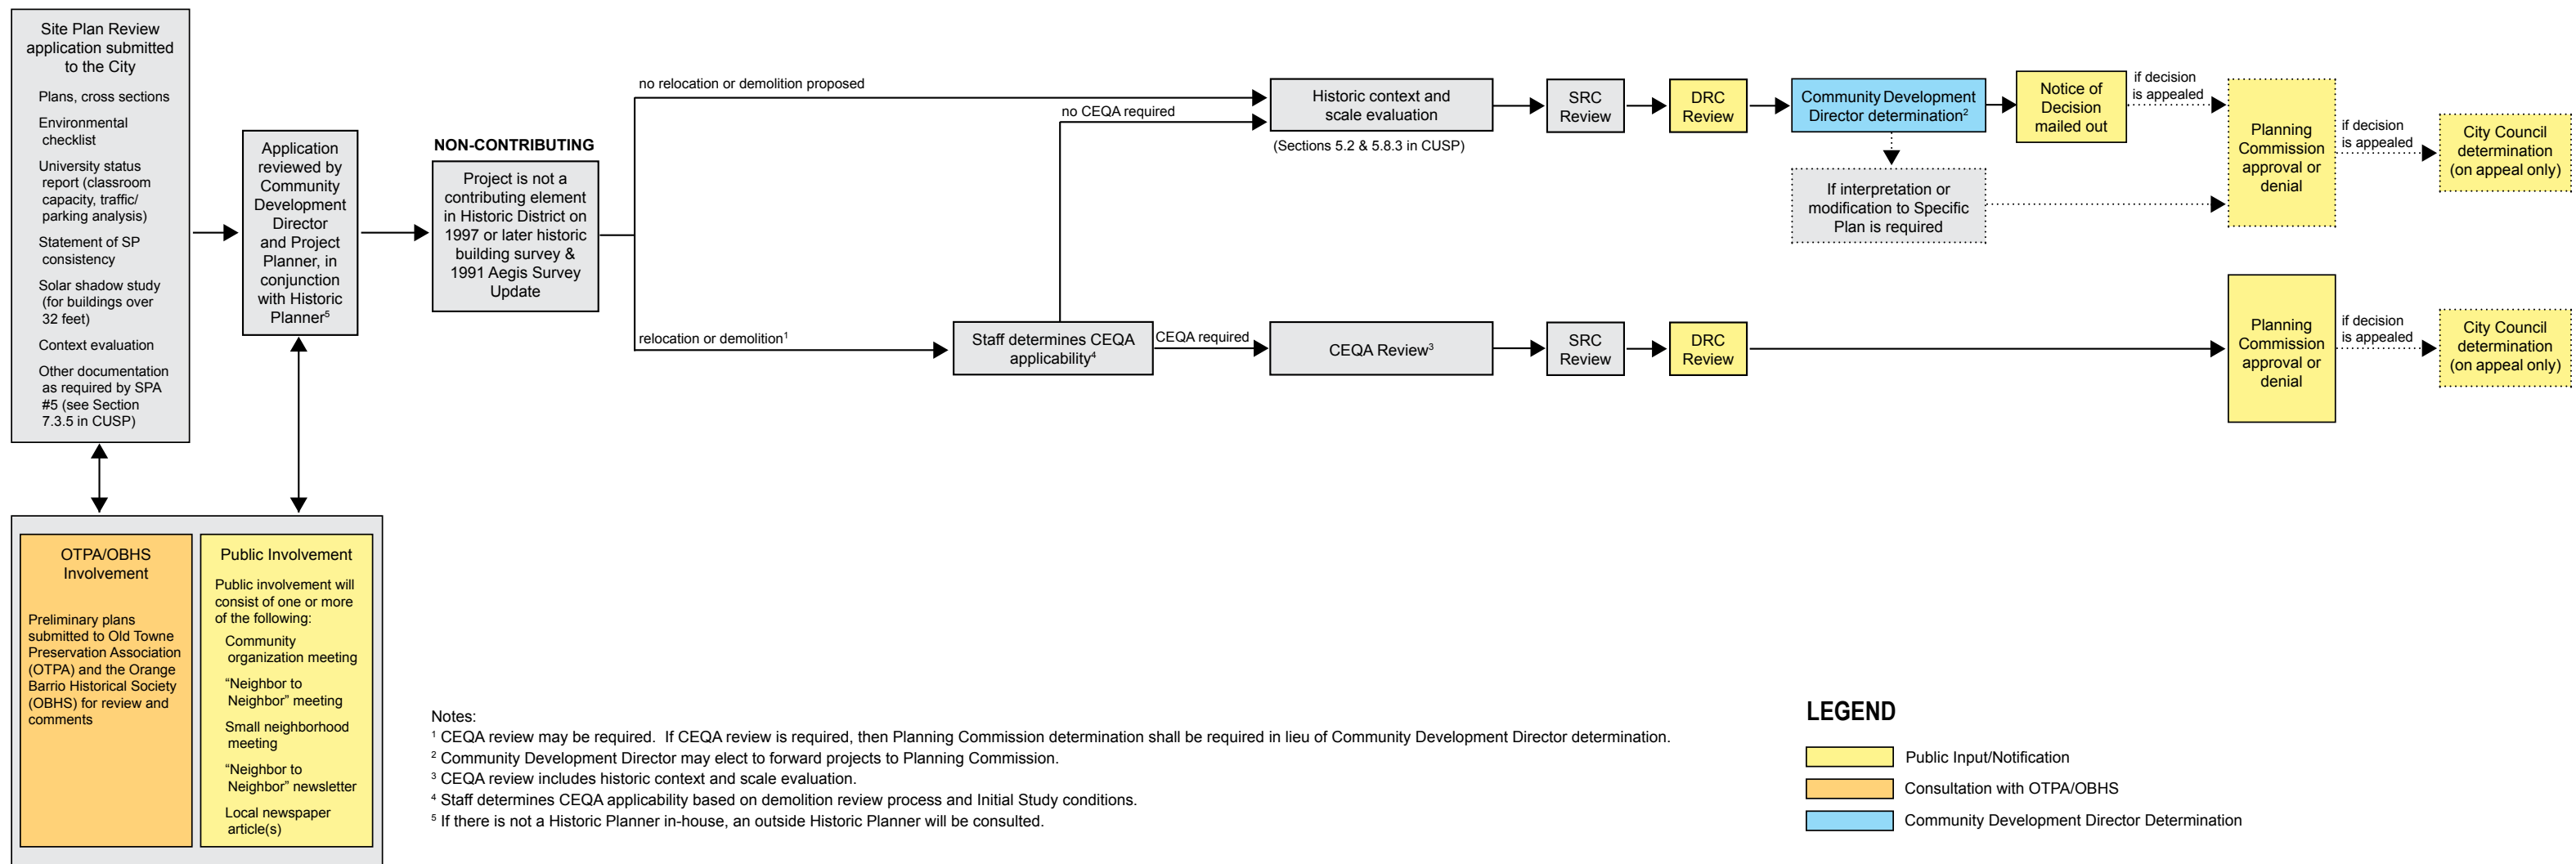 Site Plan Review
application submitted
to the City
Plans, cross sections
Environmental
checklist
University status
report (classroom
capacity, traffic/
parking analysis)
Statement of SP
consistency
Solar shadow study
(for buildings over
32 feet)
Context evaluation
Other documentation
as required by SPA
#5 (see Section
7.3.5 in CUSP)
Application
reviewed by
Community
Development
Director
and Project
Planner, in
conjunction
with Historic
Planner⁵
NON-CONTRIBUTING
Project is not a
contributing element
in Historic District on
1997 or later historic
building survey &
1991 Aegis Survey
Update
no relocation or demolition proposed
relocation or demolition¹
Staff determines CEQA
applicability⁴
no CEQA required
CEQA required
Historic context and
scale evaluation
(Sections 5.2 & 5.8.3 in CUSP)
SRC
Review
DRC
Review
Community Development
Director determination²
If interpretation or
modification to Specific
Plan is required
Notice of
Decision
mailed out
if decision
is appealed
Planning
Commission
approval or
denial
if decision
is appealed
City Council
determination
(on appeal only)
CEQA Review³
SRC
Review
DRC
Review
Planning
Commission
approval or
denial
if decision
is appealed
City Council
determination
(on appeal only)
OTPA/OBHS
Involvement
Preliminary plans
submitted to Old Towne
Preservation Association
(OTPA) and the Orange
Barrio Historical Society
(OBHS) for review and
comments
Public Involvement
Public involvement will
consist of one or more
of the following:
Community
organization meeting
“Neighbor to
Neighbor” meeting
Small neighborhood
meeting
“Neighbor to
Neighbor” newsletter
Local newspaper
article(s)
Notes:
¹ CEQA review may be required. If CEQA review is required, then Planning Commission determination shall be required in lieu of Community Development Director determination.
² Community Development Director may elect to forward projects to Planning Commission.
³ CEQA review includes historic context and scale evaluation.
⁴ Staff determines CEQA applicability based on demolition review process and Initial Study conditions.
⁵ If there is not a Historic Planner in-house, an outside Historic Planner will be consulted.
LEGEND
Public Input/Notification
Consultation with OTPA/OBHS
Community Development Director Determination